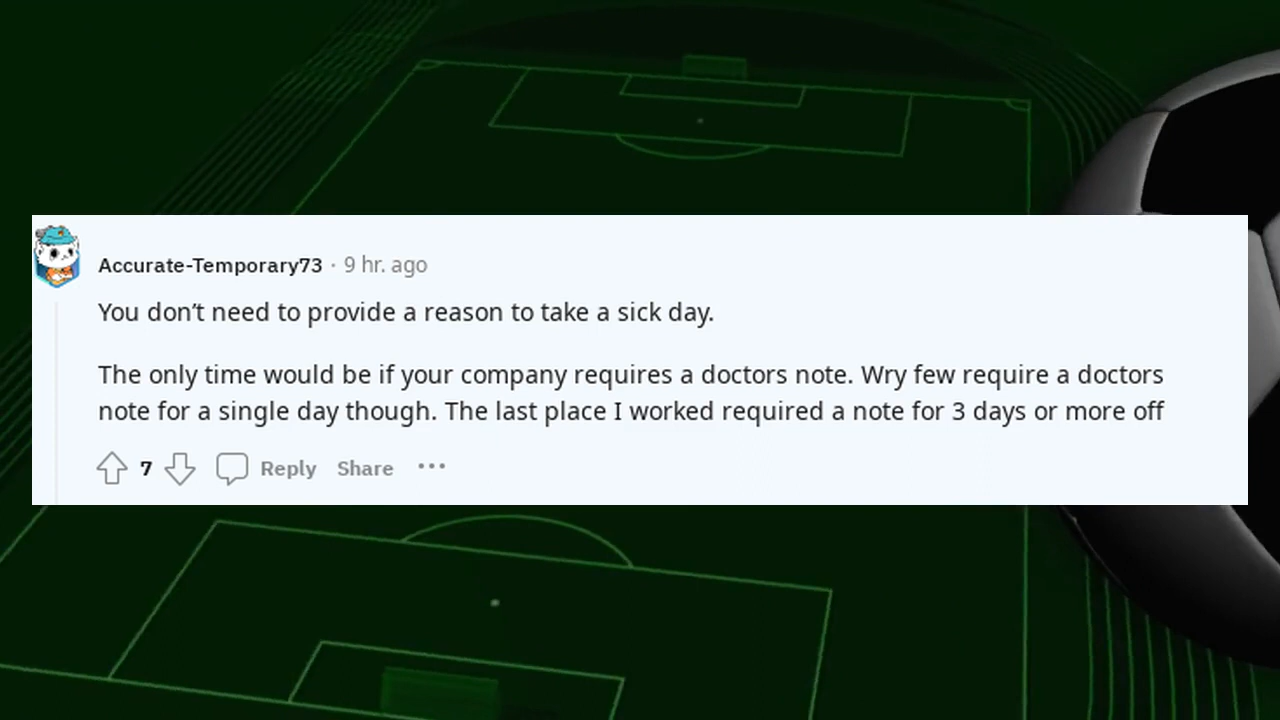 Accurate-Temporary73 · 9 hr. ago
You don’t need to provide a reason to take a sick day.
The only time would be if your company requires a doctors note. Wry few require a doctors
note for a single day though. The last place I worked required a note for 3 days or more off
7 Reply Share ···